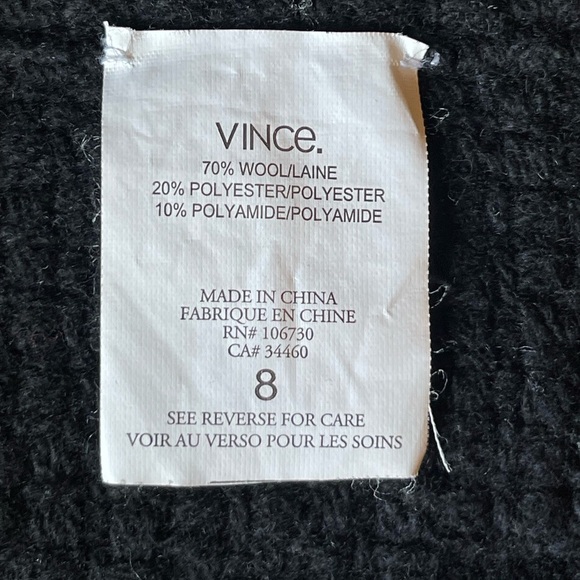 VINCe.
70% WOOL/LAINE
20% POLYESTER/POLYESTER
10% POLYAMIDE/POLYAMIDE
MADE IN CHINA
FABRIQUE EN CHINE
RN# 106730
CA# 34460
8
SEE REVERSE FOR CARE
VOIR AU VERSO POUR LES SOINS